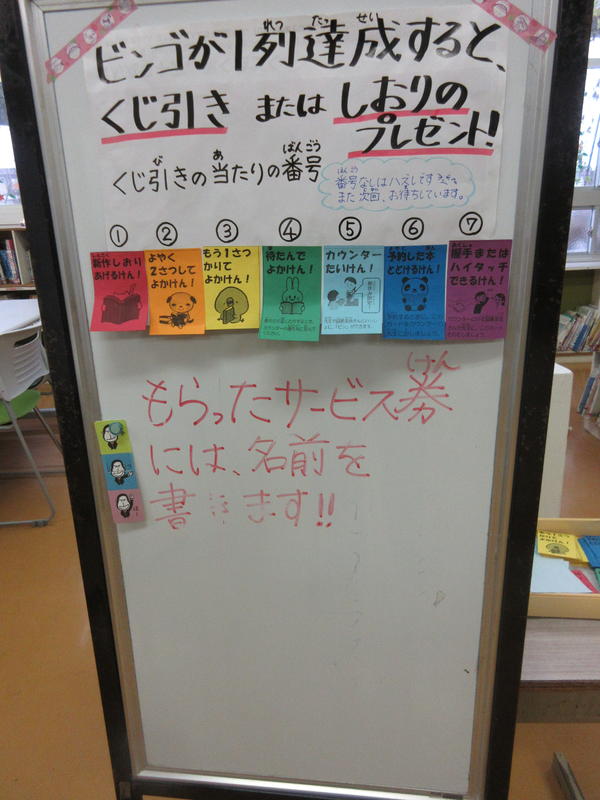 ビンゴが1列達成すると、
くじ引き または しおりの
プレゼント!
くじ引きの当たりの番号
番号なしはハズレです
また次回、お待ちしています。
① ② ③ ④ ⑤ ⑥ ⑦
新作しおり
あげるけん!
よやく
2さつして
よかけん!
もう1さつ
かりて
よかけん!
待たんで
よかけん!
カウンター
たいけん!
予約した本
とどけるけん!
握手または
ハイタッチ
できるけん!
もらったサービス券
には、名前を
書きます!!